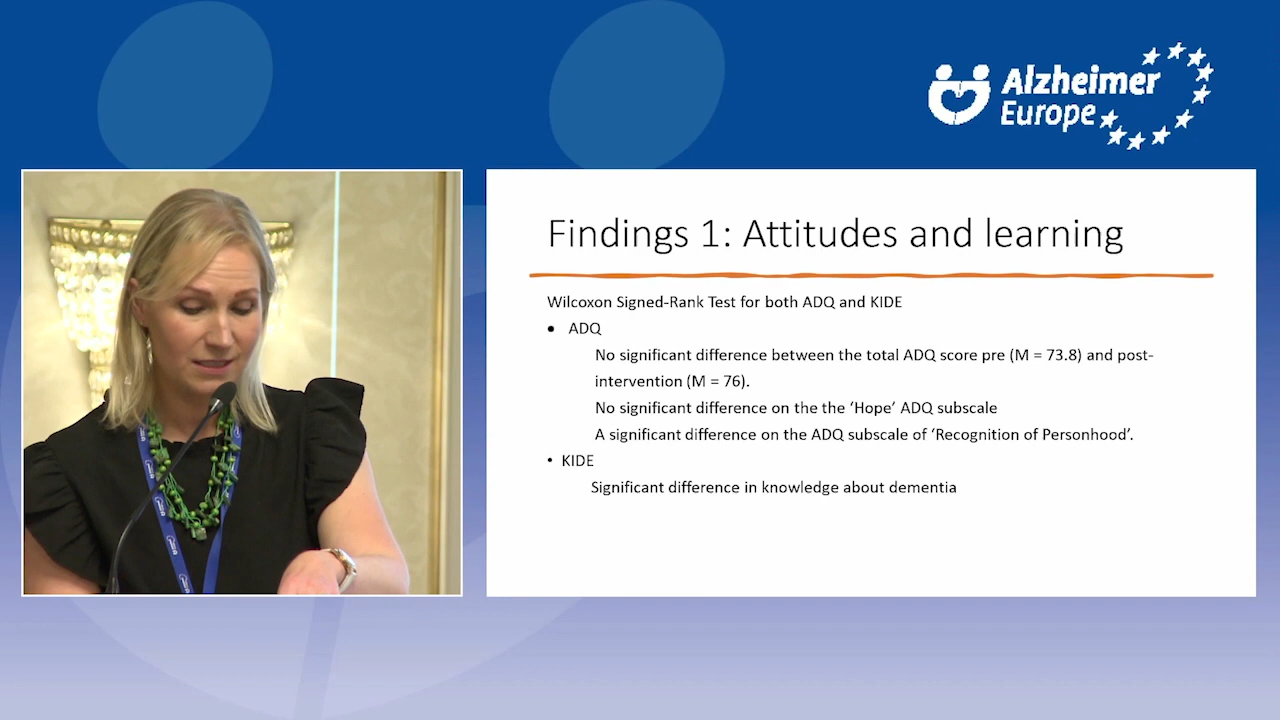 Alzheimer
Europe
Findings 1: Attitudes and learning
Wilcoxon Signed-Rank Test for both ADQ and KIDE
• ADQ
No significant difference between the total ADQ score pre (M = 73.8) and post-
intervention (M = 76).
No significant difference on the the ‘Hope’ ADQ subscale
A significant difference on the ADQ subscale of ‘Recognition of Personhood’.
• KIDE
Significant difference in knowledge about dementia